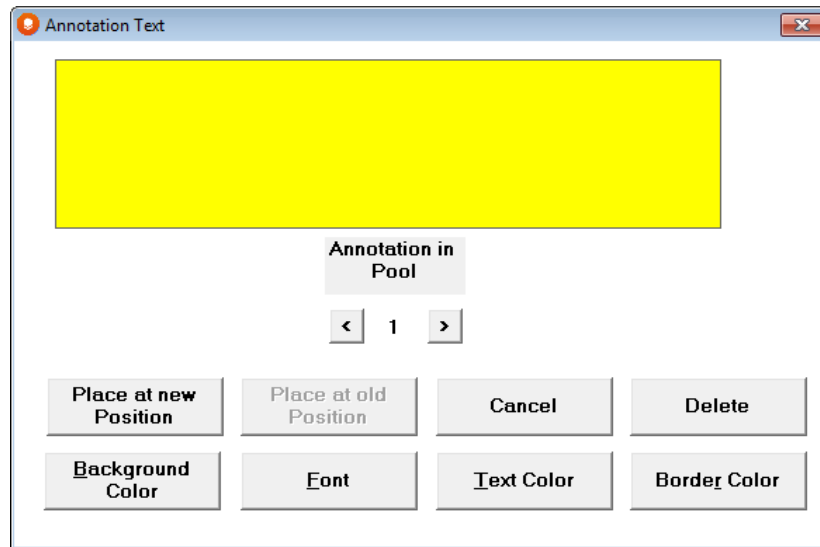 Annotation Text
Annotation in
Pool
< 1 >
Place at new
Position
Place at old
Position
Cancel
Delete
Background
Color
Font
Text Color
Border Color